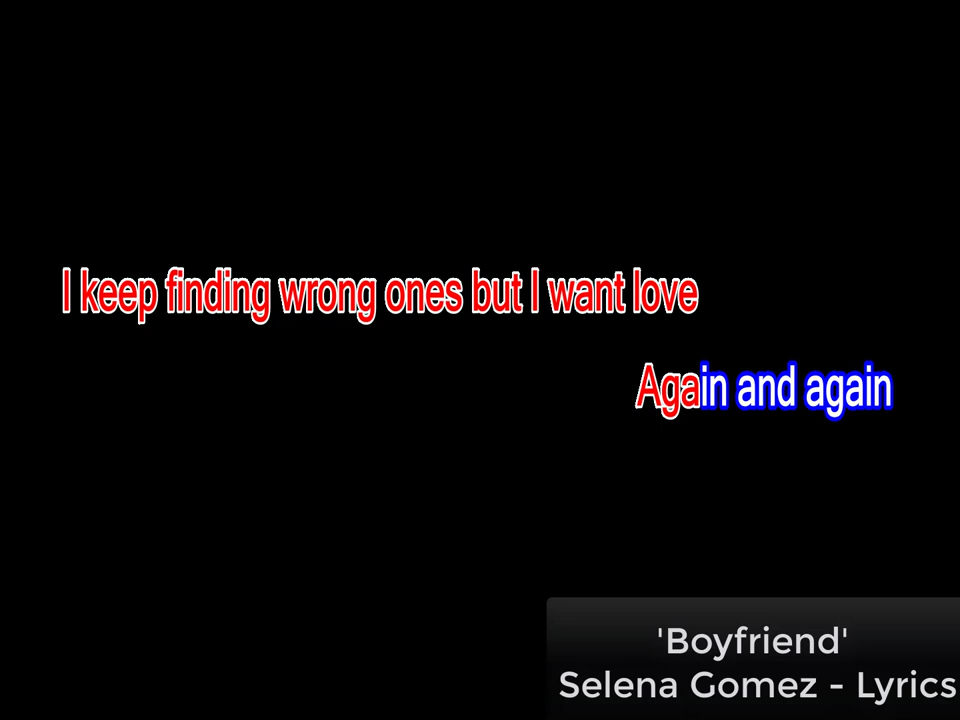 I keep finding wrong ones but I want love
Again and again
'Boyfriend'
Selena Gomez - Lyrics